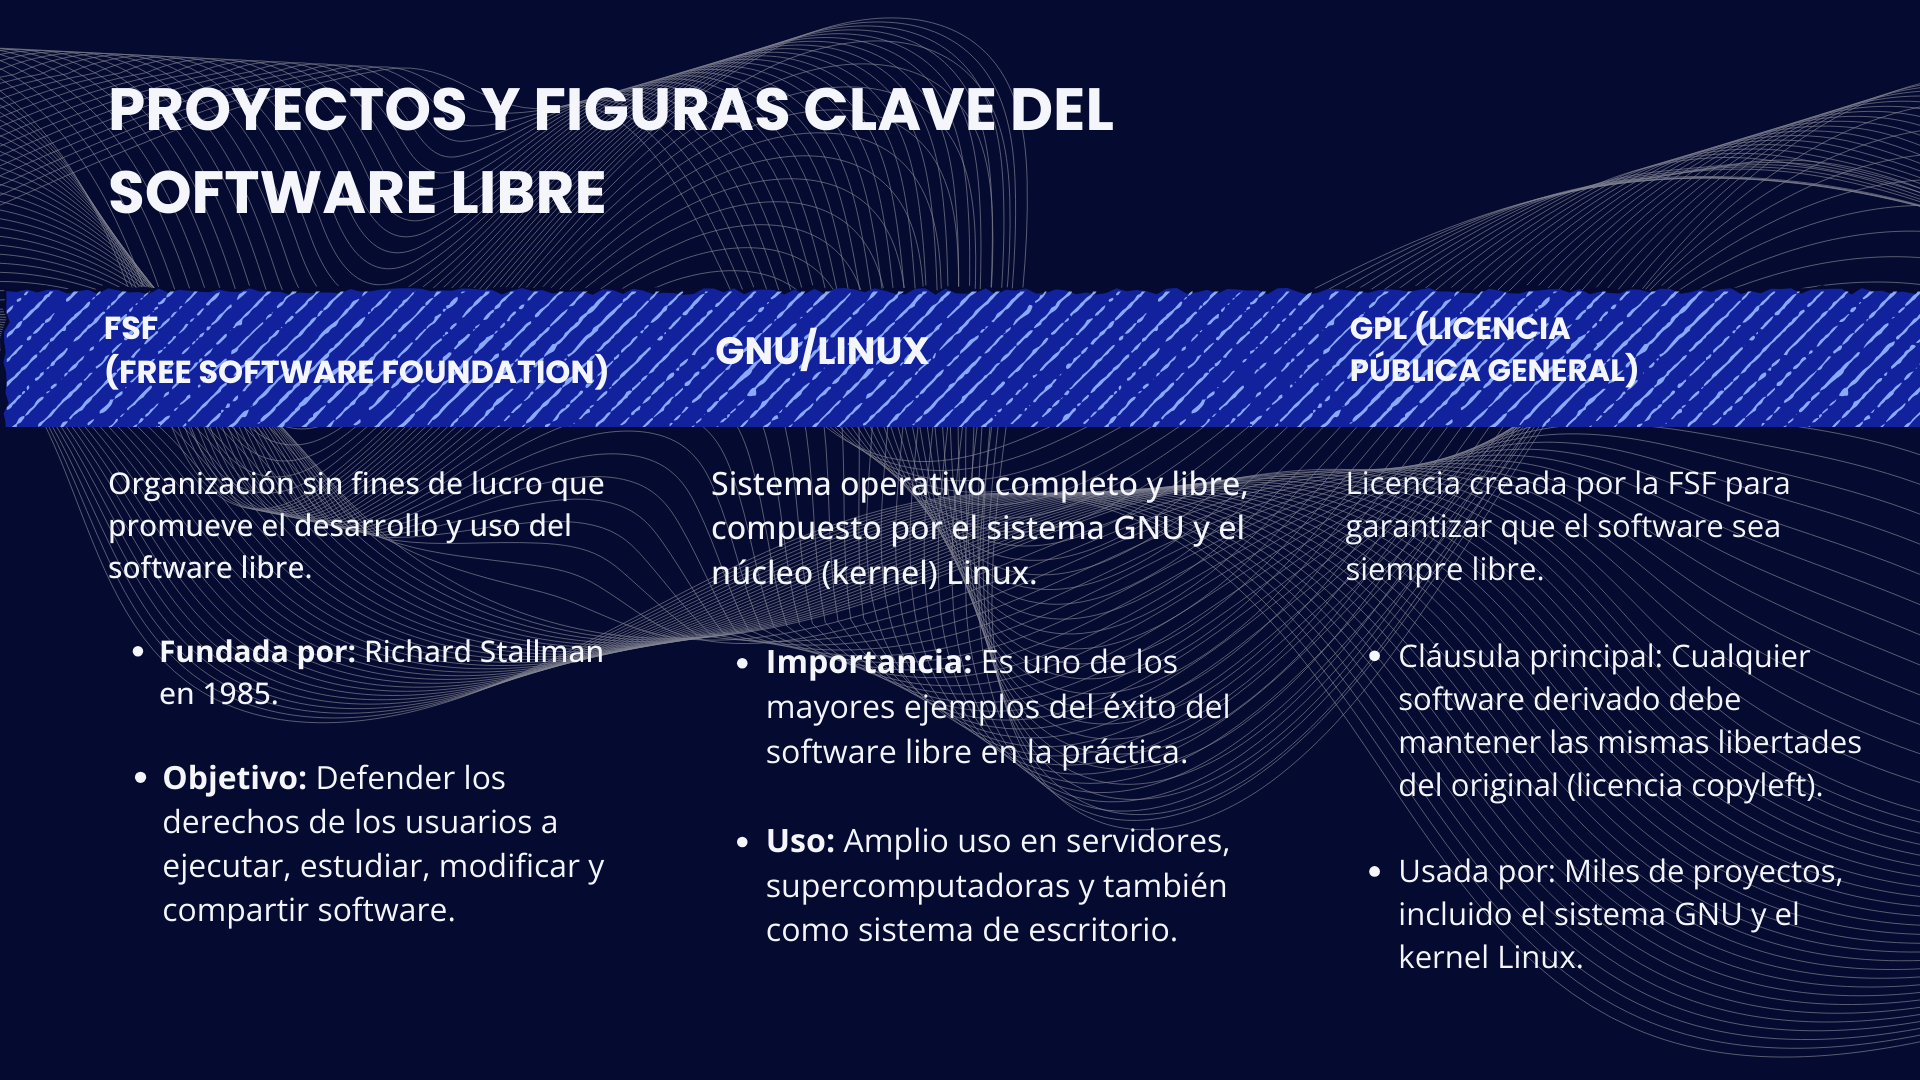 PROYECTOS Y FIGURAS CLAVE DEL
SOFTWARE LIBRE
FSF
(FREE SOFTWARE FOUNDATION)
Organización sin fines de lucro que
promueve el desarrollo y uso del
software libre.
• Fundada por: Richard Stallman
en 1985.
• Objetivo: Defender los
derechos de los usuarios a
ejecutar, estudiar, modificar y
compartir software.
GNU/LINUX
Sistema operativo completo y libre,
compuesto por el sistema GNU y el
núcleo (kernel) Linux.
• Importancia: Es uno de los
mayores ejemplos del éxito del
software libre en la práctica.
• Uso: Amplio uso en servidores,
supercomputadoras y también
como sistema de escritorio.
GPL (LICENCIA
PÚBLICA GENERAL)
Licencia creada por la FSF para
garantizar que el software sea
siempre libre.
• Cláusula principal: Cualquier
software derivado debe
mantener las mismas libertades
del original (licencia copyleft).
• Usada por: Miles de proyectos,
incluido el sistema GNU y el
kernel Linux.